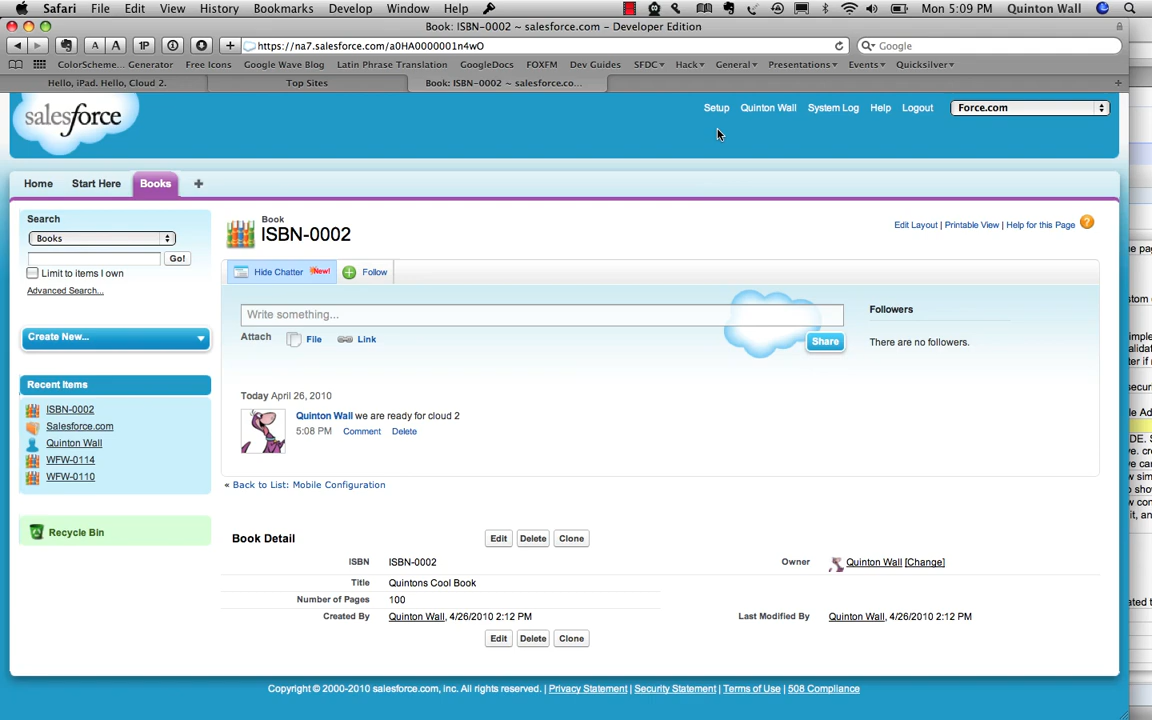 Safari File Edit View History Bookmarks Develop Window Help Mon 5:09 PM Quinton Wall
Book: ISBN-0002 ~ salesforce.com - Developer Edition
A A 1P https://na7.salesforce.com/a0HA0000001n4wO Google
ColorScheme... Generator Free Icons Google Wave Blog Latin Phrase Translation GoogleDocs FOXFM Dev Guides SFDC Hack General Presentations Events Quicksilver
Hello, iPad. Hello, Cloud 2. Top Sites Book: ISBN-0002 ~ salesforce.co...
salesforce
Setup Quinton Wall System Log Help Logout Force.com
Home Start Here Books
Search
Books
Go!
Limit to items I own
Advanced Search...
Create New...
Recent Items
ISBN-0002
Salesforce.com
Quinton Wall
WFW-0114
WFW-0110
Recycle Bin
Book
ISBN-0002
Edit Layout | Printable View | Help for this Page ?
Hide Chatter New! Follow
Write something...
Attach File Link
Share
Followers
There are no followers.
Today April 26, 2010
Quinton Wall we are ready for cloud 2
5:08 PM Comment Delete
« Back to List: Mobile Configuration
Book Detail Edit Delete Clone
ISBN ISBN-0002 Owner Quinton Wall [Change]
Title Quintons Cool Book
Number of Pages 100
Created By Quinton Wall, 4/26/2010 2:12 PM Last Modified By Quinton Wall, 4/26/2010 2:12 PM
Edit Delete Clone
Copyright © 2000-2010 salesforce.com, inc. All rights reserved. | Privacy Statement | Security Statement | Terms of Use | 508 Compliance